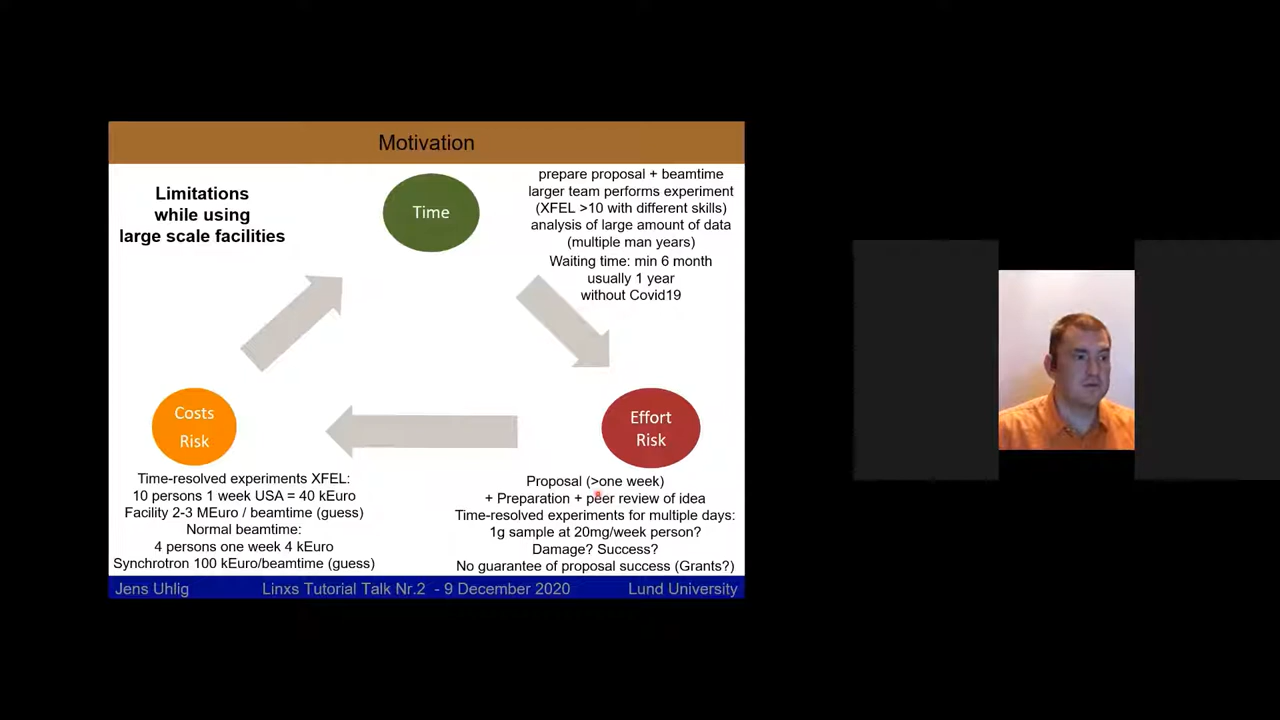 Motivation
Limitations
while using
large scale facilities
Time
prepare proposal + beamtime
larger team performs experiment
(XFEL >10 with different skills)
analysis of large amount of data
(multiple man years)
Waiting time: min 6 month
usually 1 year
without Covid19
Costs
Risk
Effort
Risk
Time-resolved experiments XFEL:
10 persons 1 week USA = 40 kEuro
Facility 2-3 MEuro / beamtime (guess)
Normal beamtime:
4 persons one week 4 kEuro
Synchrotron 100 kEuro/beamtime (guess)
Proposal (>one week)
+ Preparation + peer review of idea
Time-resolved experiments for multiple days:
1g sample at 20mg/week person?
Damage? Success?
No guarantee of proposal success (Grants?)
Jens Uhlig Linxs Tutorial Talk Nr.2 - 9 December 2020 Lund University